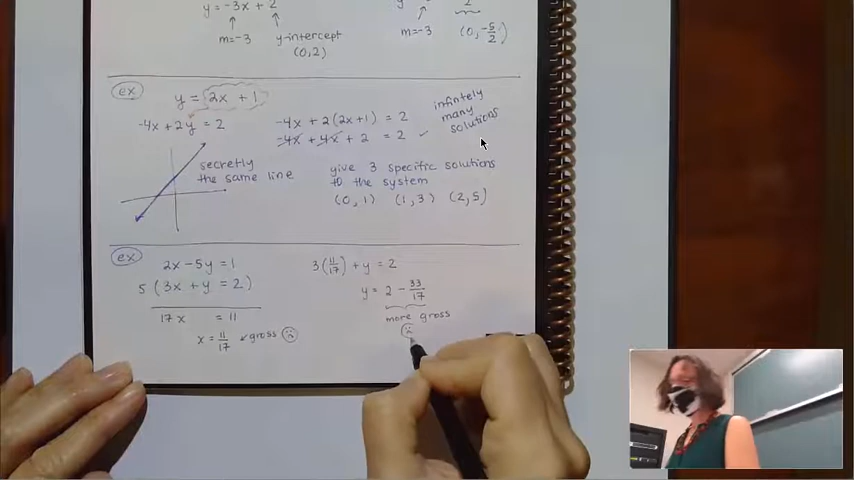 y = -3x + 2
2
m=-3
y-intercept
(0,2)
m=-3
(0, -5/2)
ex
y = 2x + 1
-4x + 2y = 2
-4x + 2(2x+1) = 2
-4x + 4x + 2 = 2 ✓
infintely
many
solutions
secretly
the same line
give 3 specific solutions
to the system
(0,1) (1,3) (2,5)
ex
2x - 5y = 1
5(3x + y = 2)
17x = 11
x = 11/17 ↙ gross ☹
3(11/17) + y = 2
y = 2 - 33/17
more gross
☹